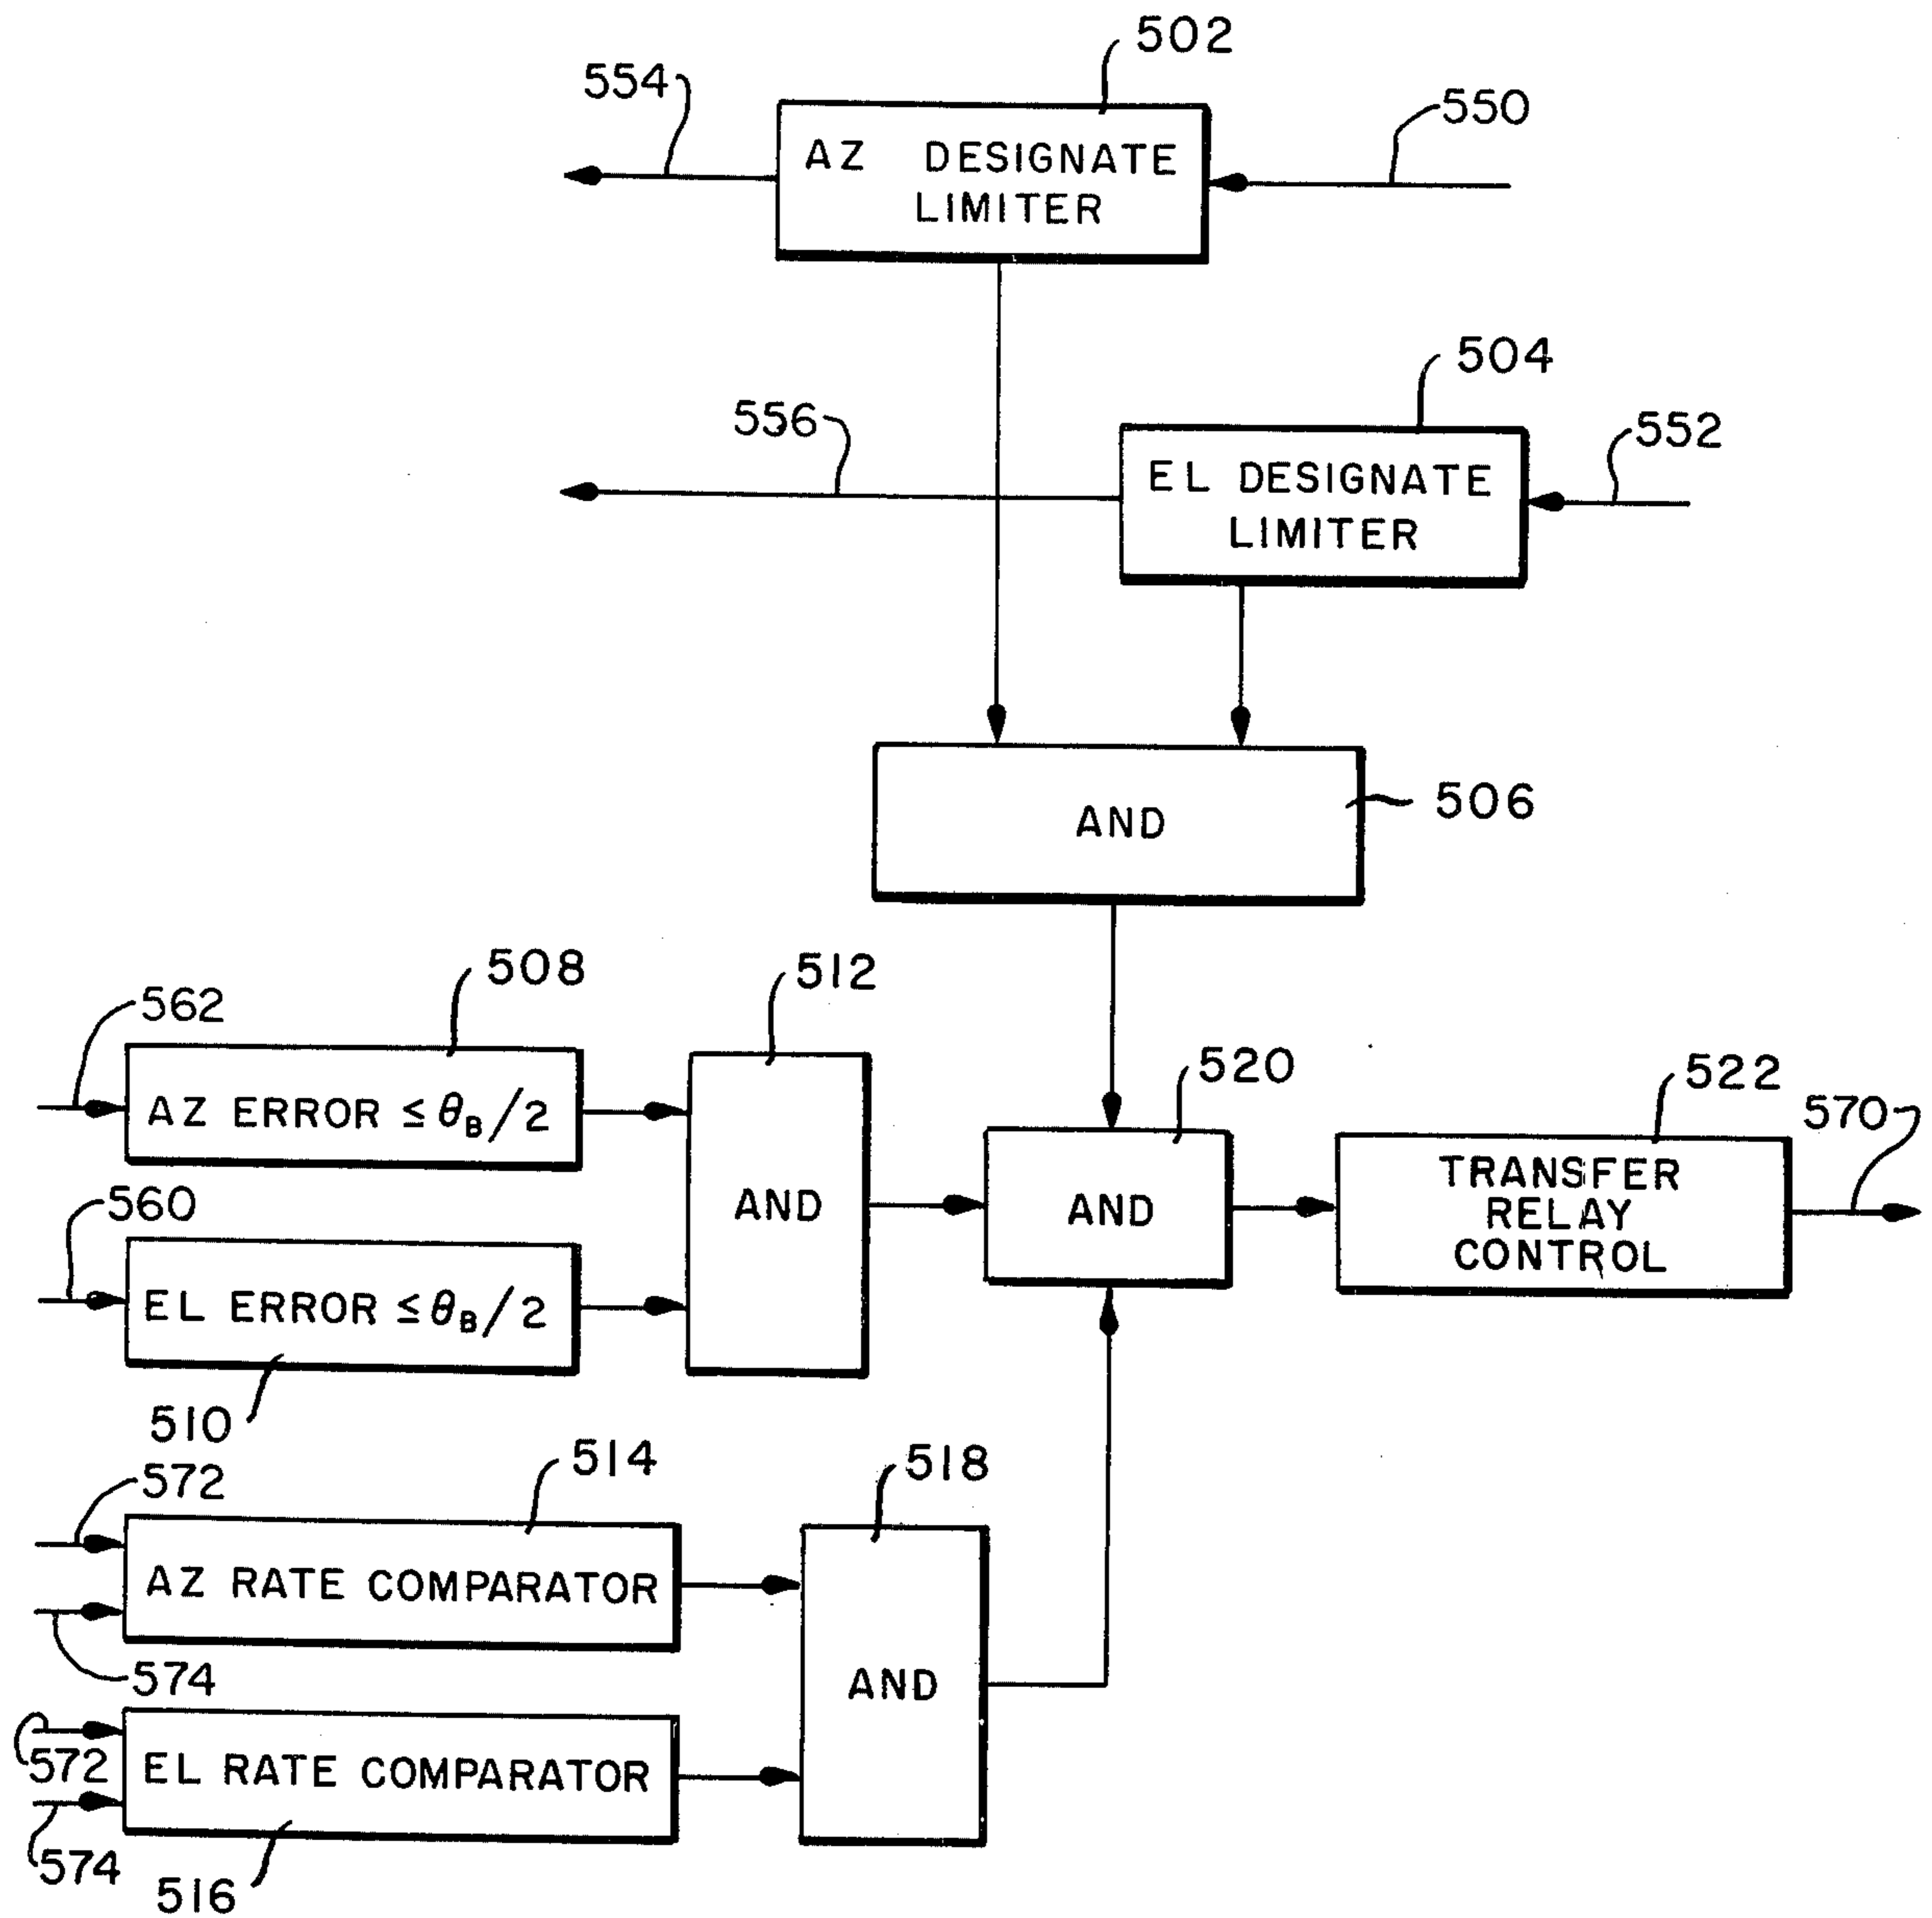 502
554
550
AZ DESIGNATE
LIMITER
504
556
552
EL DESIGNATE
LIMITER
AND
506
508
512
562
520
522
570
AZ ERROR ≤ θB/2
560
AND
AND
TRANSFER
RELAY
CONTROL
EL ERROR ≤ θB/2
510
514
518
572
AZ RATE COMPARATOR
574
AND
572
EL RATE COMPARATOR
574
516